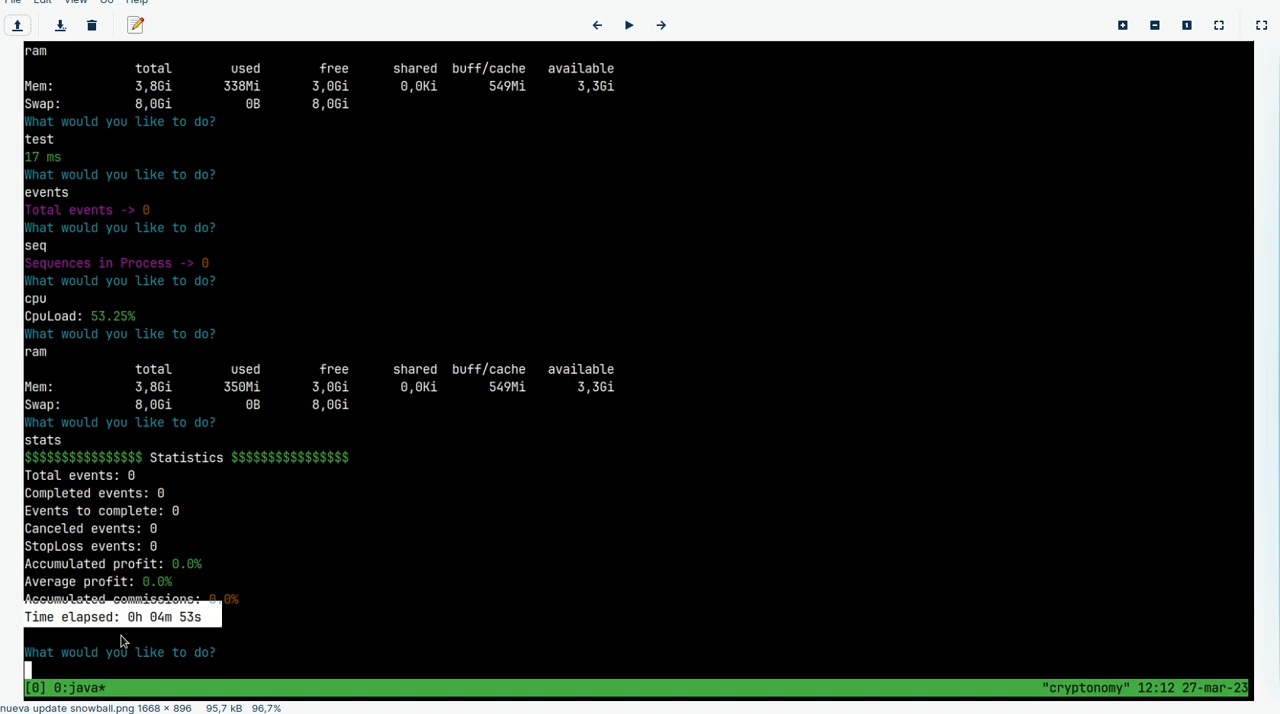 File Edit View Go Help
ram
total used free shared buff/cache available
Mem: 3,8Gi 338Mi 3,0Gi 0,0Ki 549Mi 3,3Gi
Swap: 8,0Gi 0B 8,0Gi
What would you like to do?
test
17 ms
What would you like to do?
events
Total events -> 0
What would you like to do?
seq
Sequences in Process -> 0
What would you like to do?
cpu
CpuLoad: 53.25%
What would you like to do?
ram
total used free shared buff/cache available
Mem: 3,8Gi 350Mi 3,0Gi 0,0Ki 549Mi 3,3Gi
Swap: 8,0Gi 0B 8,0Gi
What would you like to do?
stats
$$$$$$$$$$$$$$$$ Statistics $$$$$$$$$$$$$$$$
Total events: 0
Completed events: 0
Events to complete: 0
Canceled events: 0
StopLoss events: 0
Accumulated profit: 0.0%
Average profit: 0.0%
Accumulated commissions: 0.0%
Time elapsed: 0h 04m 53s
What would you like to do?
[0] 0:java* "cryptonomy" 12:12 27-mar-23
nueva update snowball.png 1668 × 896 95,7 kB 96,7%